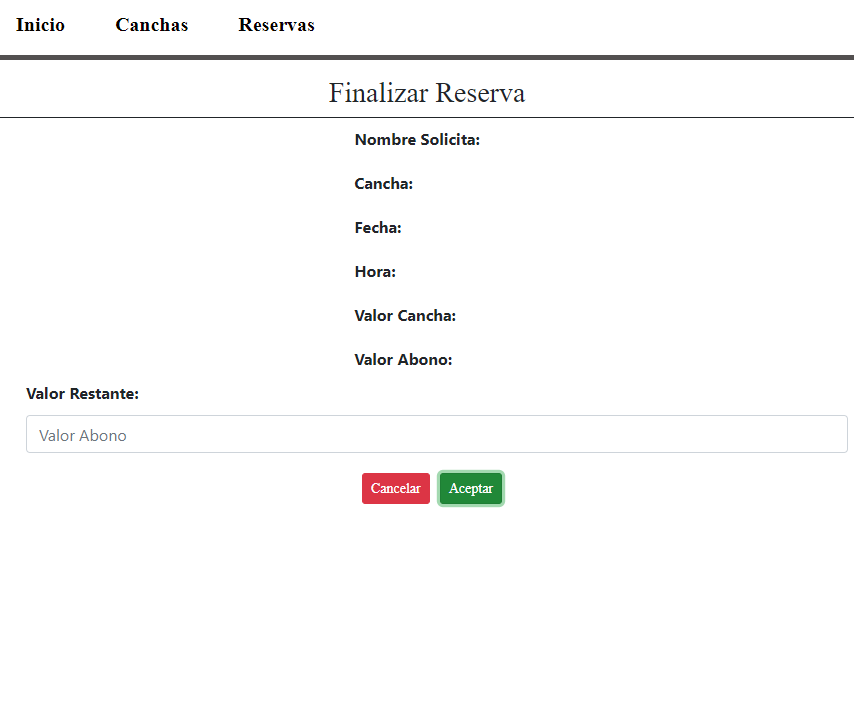 Inicio Canchas Reservas
Finalizar Reserva
Nombre Solicita:
Cancha:
Fecha:
Hora:
Valor Cancha:
Valor Abono:
Valor Restante:
Valor Abono
Cancelar Aceptar